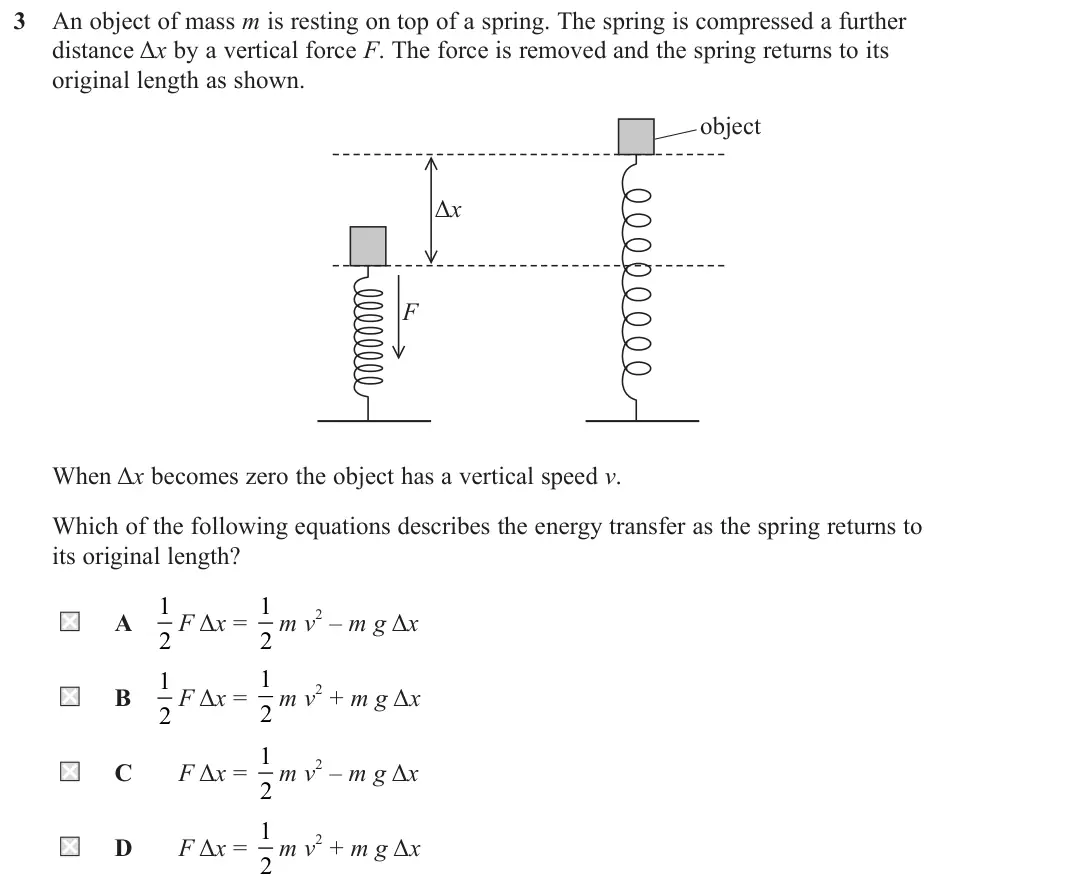 3 An object of mass m is resting on top of a spring. The spring is compressed a further
distance Δx by a vertical force F. The force is removed and the spring returns to its
original length as shown.
object
Δx
F
When Δx becomes zero the object has a vertical speed v.
Which of the following equations describes the energy transfer as the spring returns to
its original length?
A 1/2 F Δx = 1/2 m v² – m g Δx
B 1/2 F Δx = 1/2 m v² + m g Δx
C F Δx = 1/2 m v² – m g Δx
D F Δx = 1/2 m v² + m g Δx